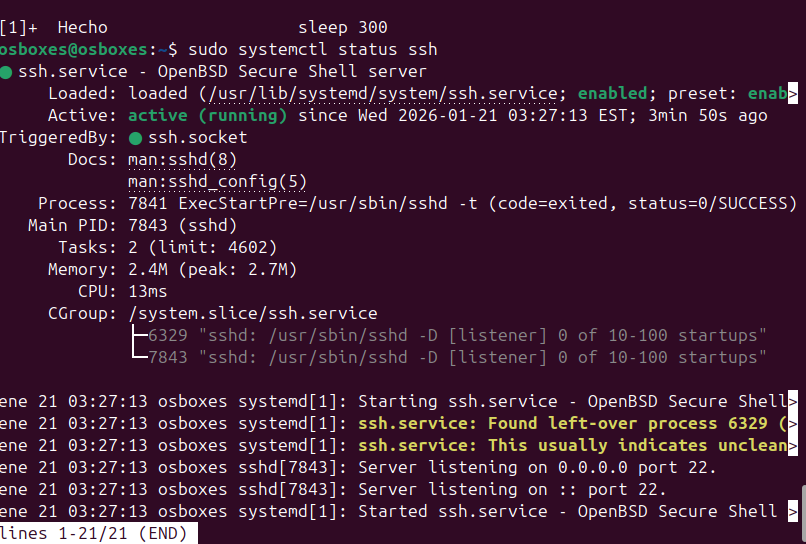 [1]+  Hecho                   sleep 300
osboxes@osboxes:~$ sudo systemctl status ssh
● ssh.service - OpenBSD Secure Shell server
     Loaded: loaded (/usr/lib/systemd/system/ssh.service; enabled; preset: enab>
     Active: active (running) since Wed 2026-01-21 03:27:13 EST; 3min 50s ago
TriggeredBy: ● ssh.socket
       Docs: man:sshd(8)
             man:sshd_config(5)
    Process: 7841 ExecStartPre=/usr/sbin/sshd -t (code=exited, status=0/SUCCESS)
   Main PID: 7843 (sshd)
      Tasks: 2 (limit: 4602)
     Memory: 2.4M (peak: 2.7M)
        CPU: 13ms
     CGroup: /system.slice/ssh.service
             ├─6329 "sshd: /usr/sbin/sshd -D [listener] 0 of 10-100 startups"
             └─7843 "sshd: /usr/sbin/sshd -D [listener] 0 of 10-100 startups"

ene 21 03:27:13 osboxes systemd[1]: Starting ssh.service - OpenBSD Secure Shell>
ene 21 03:27:13 osboxes systemd[1]: ssh.service: Found left-over process 6329 (>
ene 21 03:27:13 osboxes systemd[1]: ssh.service: This usually indicates unclean>
ene 21 03:27:13 osboxes sshd[7843]: Server listening on 0.0.0.0 port 22.
ene 21 03:27:13 osboxes sshd[7843]: Server listening on :: port 22.
ene 21 03:27:13 osboxes systemd[1]: Started ssh.service - OpenBSD Secure Shell >
lines 1-21/21 (END)